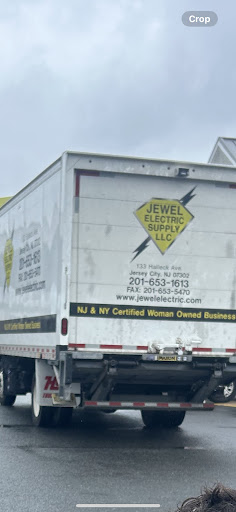 Crop
JEWEL
ELECTRIC
SUPPLY
LLC
133 Halleck Ave
Jersey City, NJ 07302
201-653-1613
FAX: 201-653-5470
www.jewelelectric.com
NJ & NY Certified Woman Owned Business